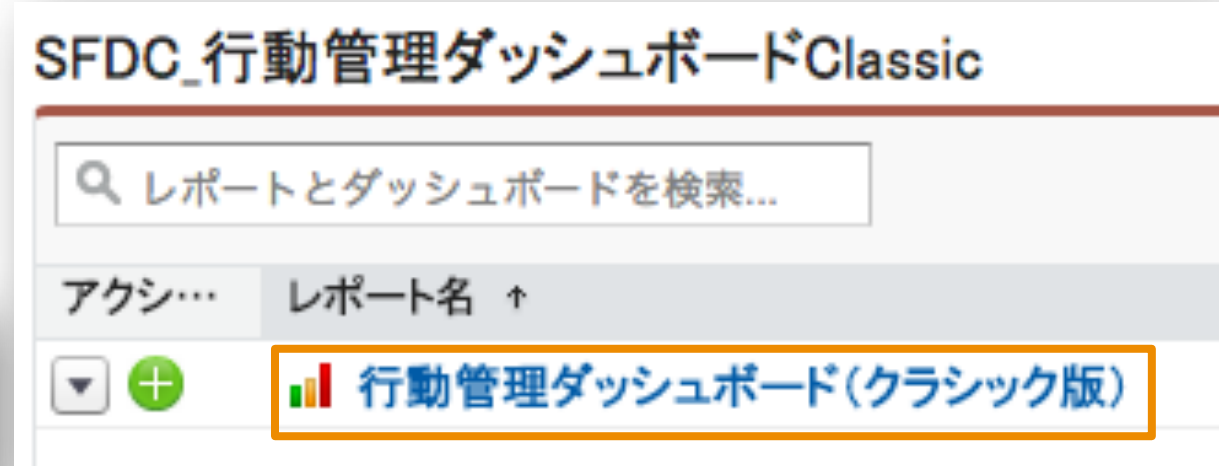 SFDC_行動管理ダッシュボードClassic
レポートとダッシュボードを検索...
アクシ… レポート名 ↑
行動管理ダッシュボード(クラシック版)